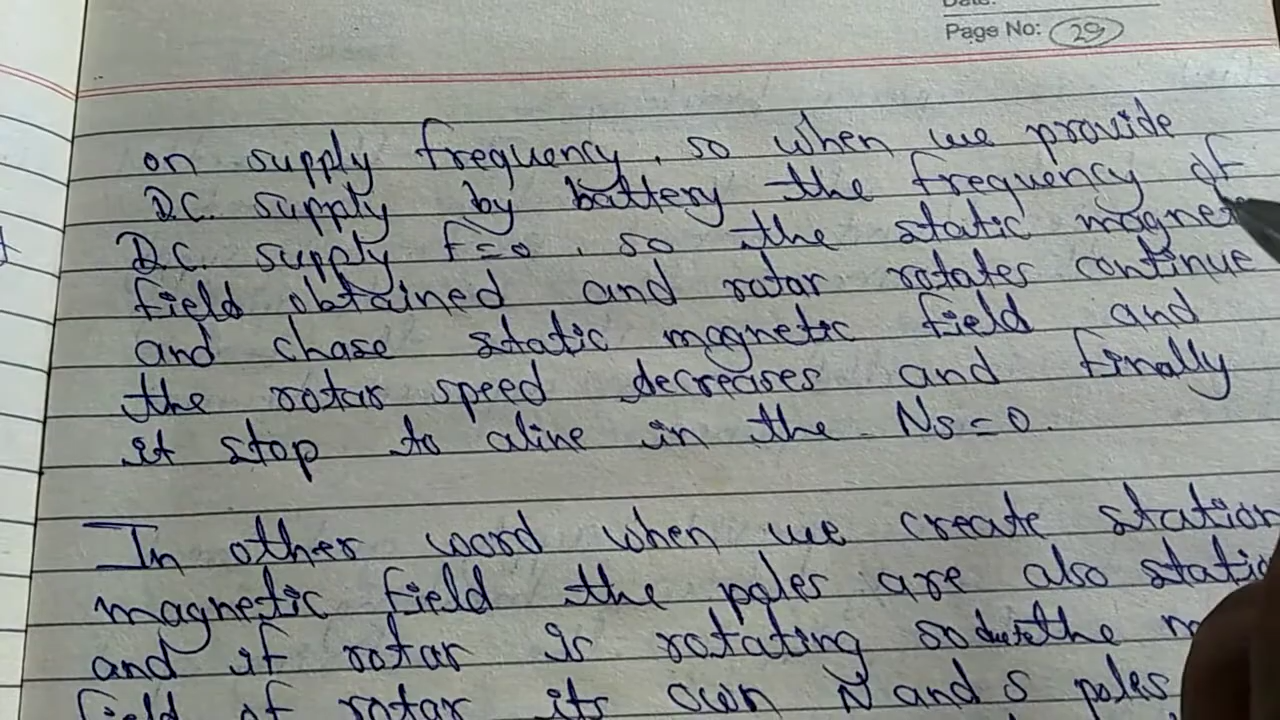 Page No: 29
on supply frequency, so when we provide
D.C. supply by battery the frequency of
D.C. supply f=0, so the static
field obtained and rotar rotates continue
and chase static magnetic field and
the rotar speed decreases and finally
it stop to aline in the Ns=0.
In other word when we create
magnetic field the poles are also
and if rotar is rotating so due to the
field of rotar its own N and S poles